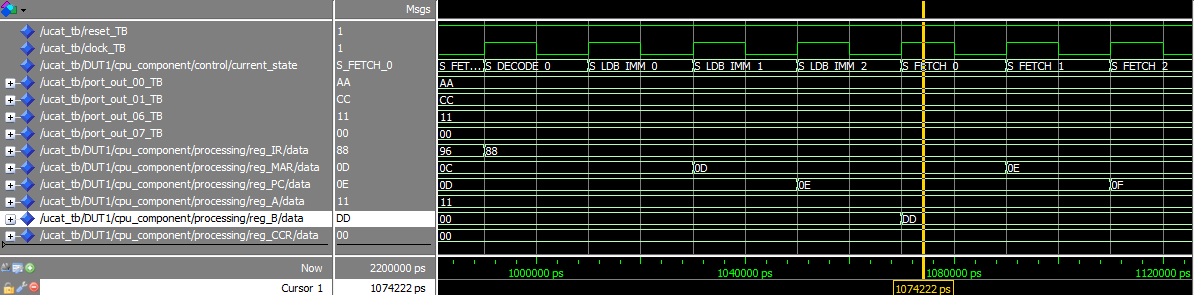 Msgs
/ucat_tb/reset_TB 1
/ucat_tb/clock_TB 1
/ucat_tb/DUT1/cpu_component/control/current_state S_FETCH_0 S_FET... S_DECODE_0 S_LDB_IMM_0 S_LDB_IMM_1 S_LDB_IMM_2 S_FETCH_0 S_FETCH_1 S_FETCH_2
/ucat_tb/port_out_00_TB AA AA
/ucat_tb/port_out_01_TB CC CC
/ucat_tb/port_out_06_TB 11 11
/ucat_tb/port_out_07_TB 00 00
/ucat_tb/DUT1/cpu_component/processing/reg_IR/data 88 96 88
/ucat_tb/DUT1/cpu_component/processing/reg_MAR/data 0D 0C 0D 0E
/ucat_tb/DUT1/cpu_component/processing/reg_PC/data 0E 0D 0E 0F
/ucat_tb/DUT1/cpu_component/processing/reg_A/data 11 11
/ucat_tb/DUT1/cpu_component/processing/reg_B/data DD 00 DD
/ucat_tb/DUT1/cpu_component/processing/reg_CCR/data 00 00
Now 2200000 ps 1000000 ps 1040000 ps 1080000 ps 1120000 ps
Cursor 1 1074222 ps 1074222 ps